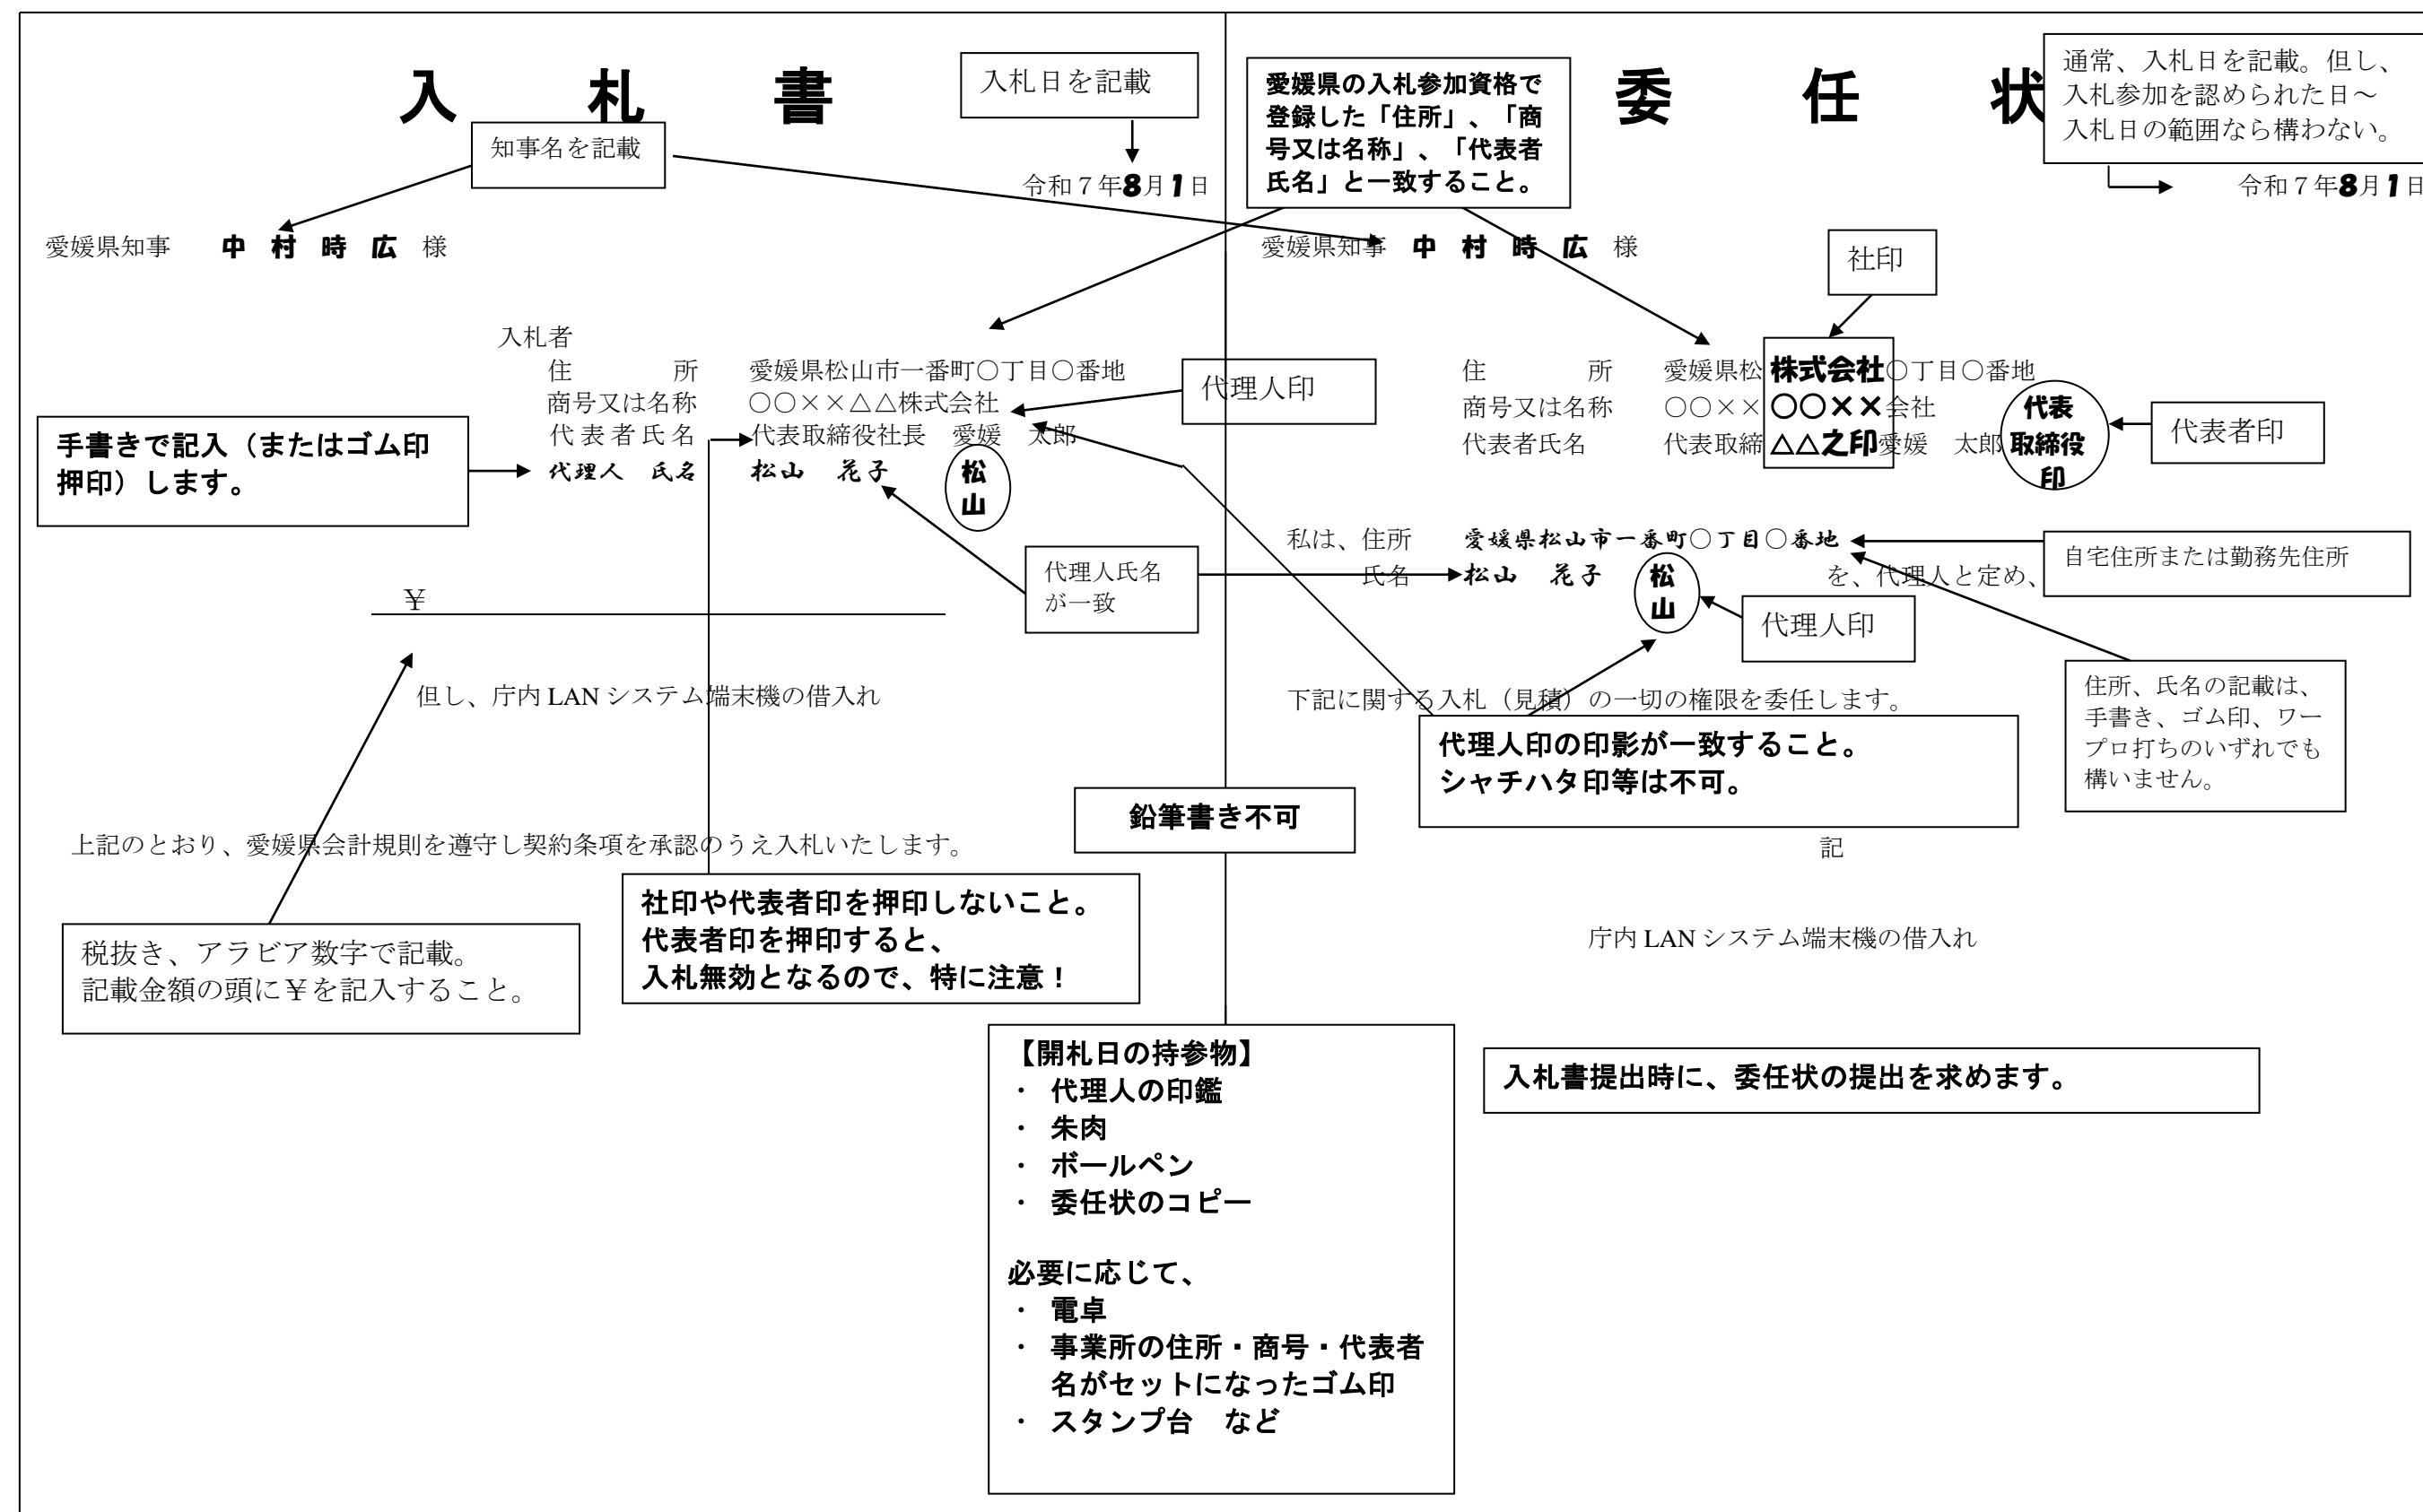 入　札　書
入札日を記載
知事名を記載
令和７年8月1日
愛媛県知事　中 村 時 広 様
入札者
住　　　所　愛媛県松山市一番町○丁目○番地
商号又は名称　○○××△△株式会社
代表者氏名　代表取締役社長　愛媛　太郎
代理人　氏名　松山　花子
松
山
代理人印
手書きで記入（またはゴム印
押印）します。
代理人氏名
が一致
￥
但し、庁内 LAN システム端末機の借入れ
上記のとおり、愛媛県会計規則を遵守し契約条項を承認のうえ入札いたします。
税抜き、アラビア数字で記載。
記載金額の頭に￥を記入すること。
社印や代表者印を押印しないこと。
代表者印を押印すると、
入札無効となるので、特に注意！
愛媛県の入札参加資格で
登録した「住所」、「商
号又は名称」、「代表者
氏名」と一致すること。
委　任　状
通常、入札日を記載。但し、
入札参加を認められた日～
入札日の範囲なら構わない。
令和７年8月1日
愛媛県知事　中 村 時 広 様
社印
住　　　所　愛媛県松 ○丁目○番地
商号又は名称　○○×× 会社
代表者氏名　代表取締 愛媛　太郎
株式会社
○○××
△△之印
代表
取締役
印
代表者印
私は、住所　愛媛県松山市一番町○丁目○番地
氏名　松山　花子　を、代理人と定め、
松
山
自宅住所または勤務先住所
代理人印
住所、氏名の記載は、
手書き、ゴム印、ワー
プロ打ちのいずれでも
構いません。
下記に関する入札（見積）の一切の権限を委任します。
代理人印の印影が一致すること。
シャチハタ印等は不可。
鉛筆書き不可
記
庁内 LAN システム端末機の借入れ
入札書提出時に、委任状の提出を求めます。
【開札日の持参物】
・ 代理人の印鑑
・ 朱肉
・ ボールペン
・ 委任状のコピー
必要に応じて、
・ 電卓
・ 事業所の住所・商号・代表者
名がセットになったゴム印
・ スタンプ台　など